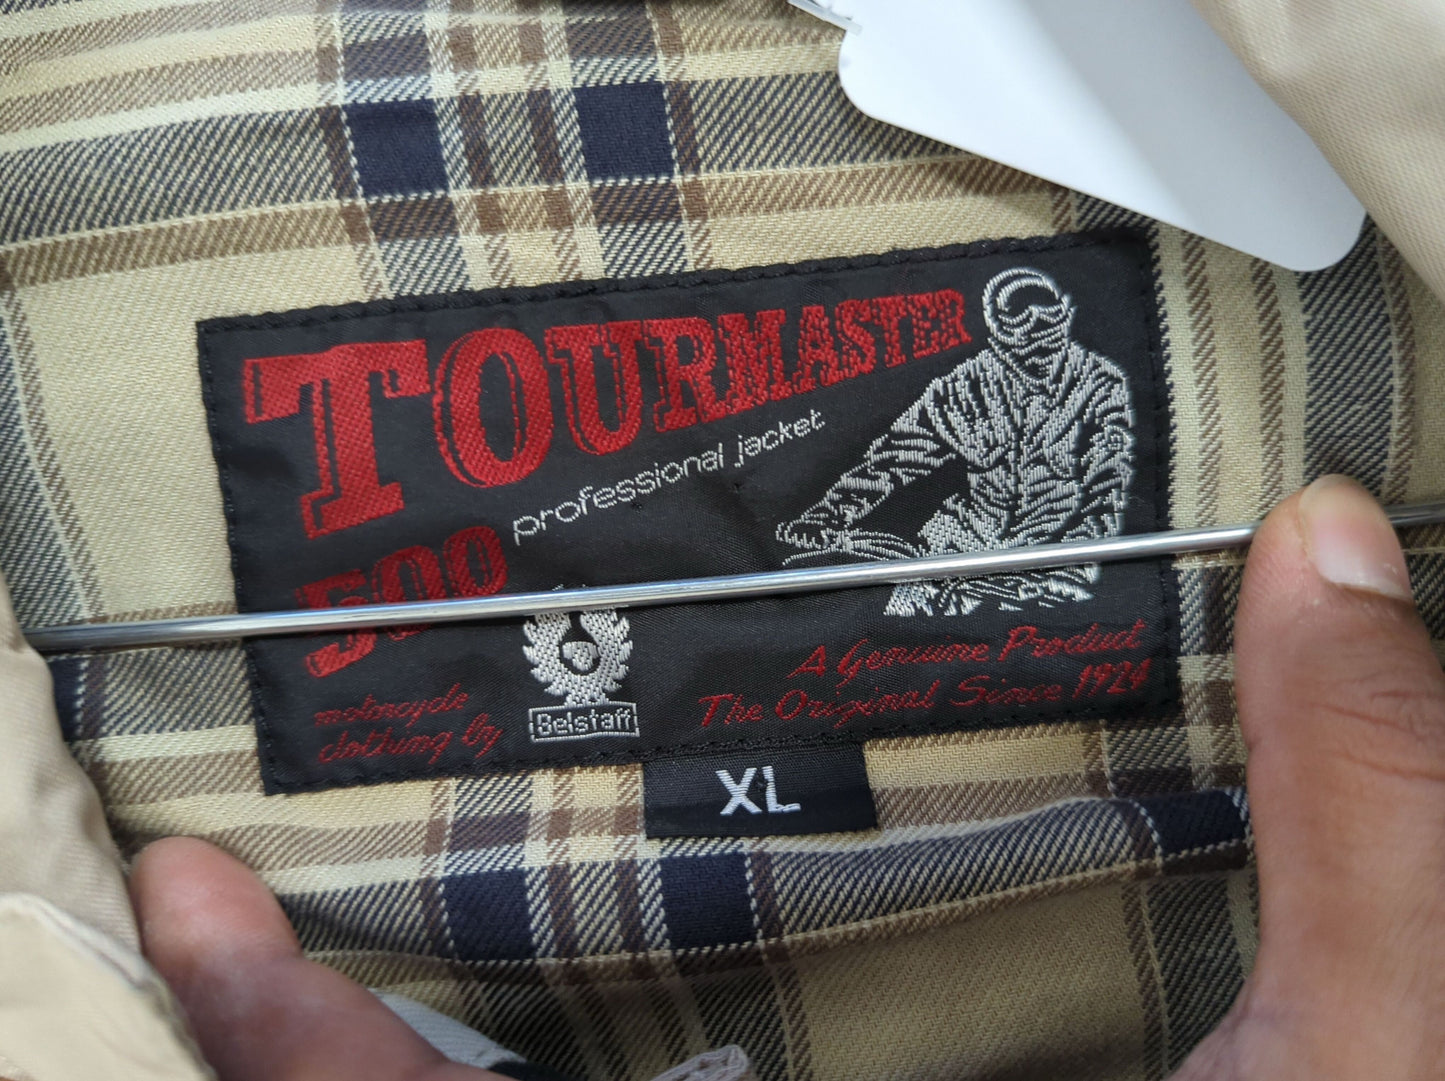 TOURMASTER
professional jacket
500
motorcycle
clothing by
Belstaff
A Genuine Product
The Original Since 1924
XL